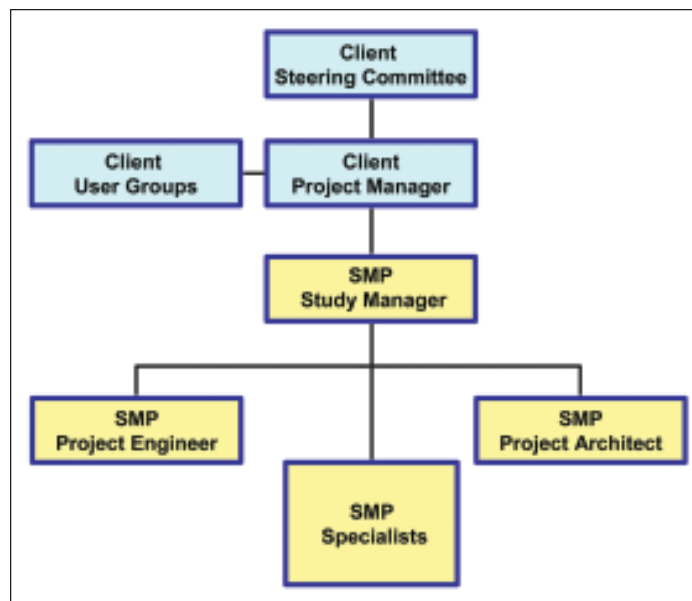 Client
Steering Committee
Client
User Groups
Client
Project Manager
SMP
Study Manager
SMP
Project Engineer
SMP
Project Architect
SMP
Specialists